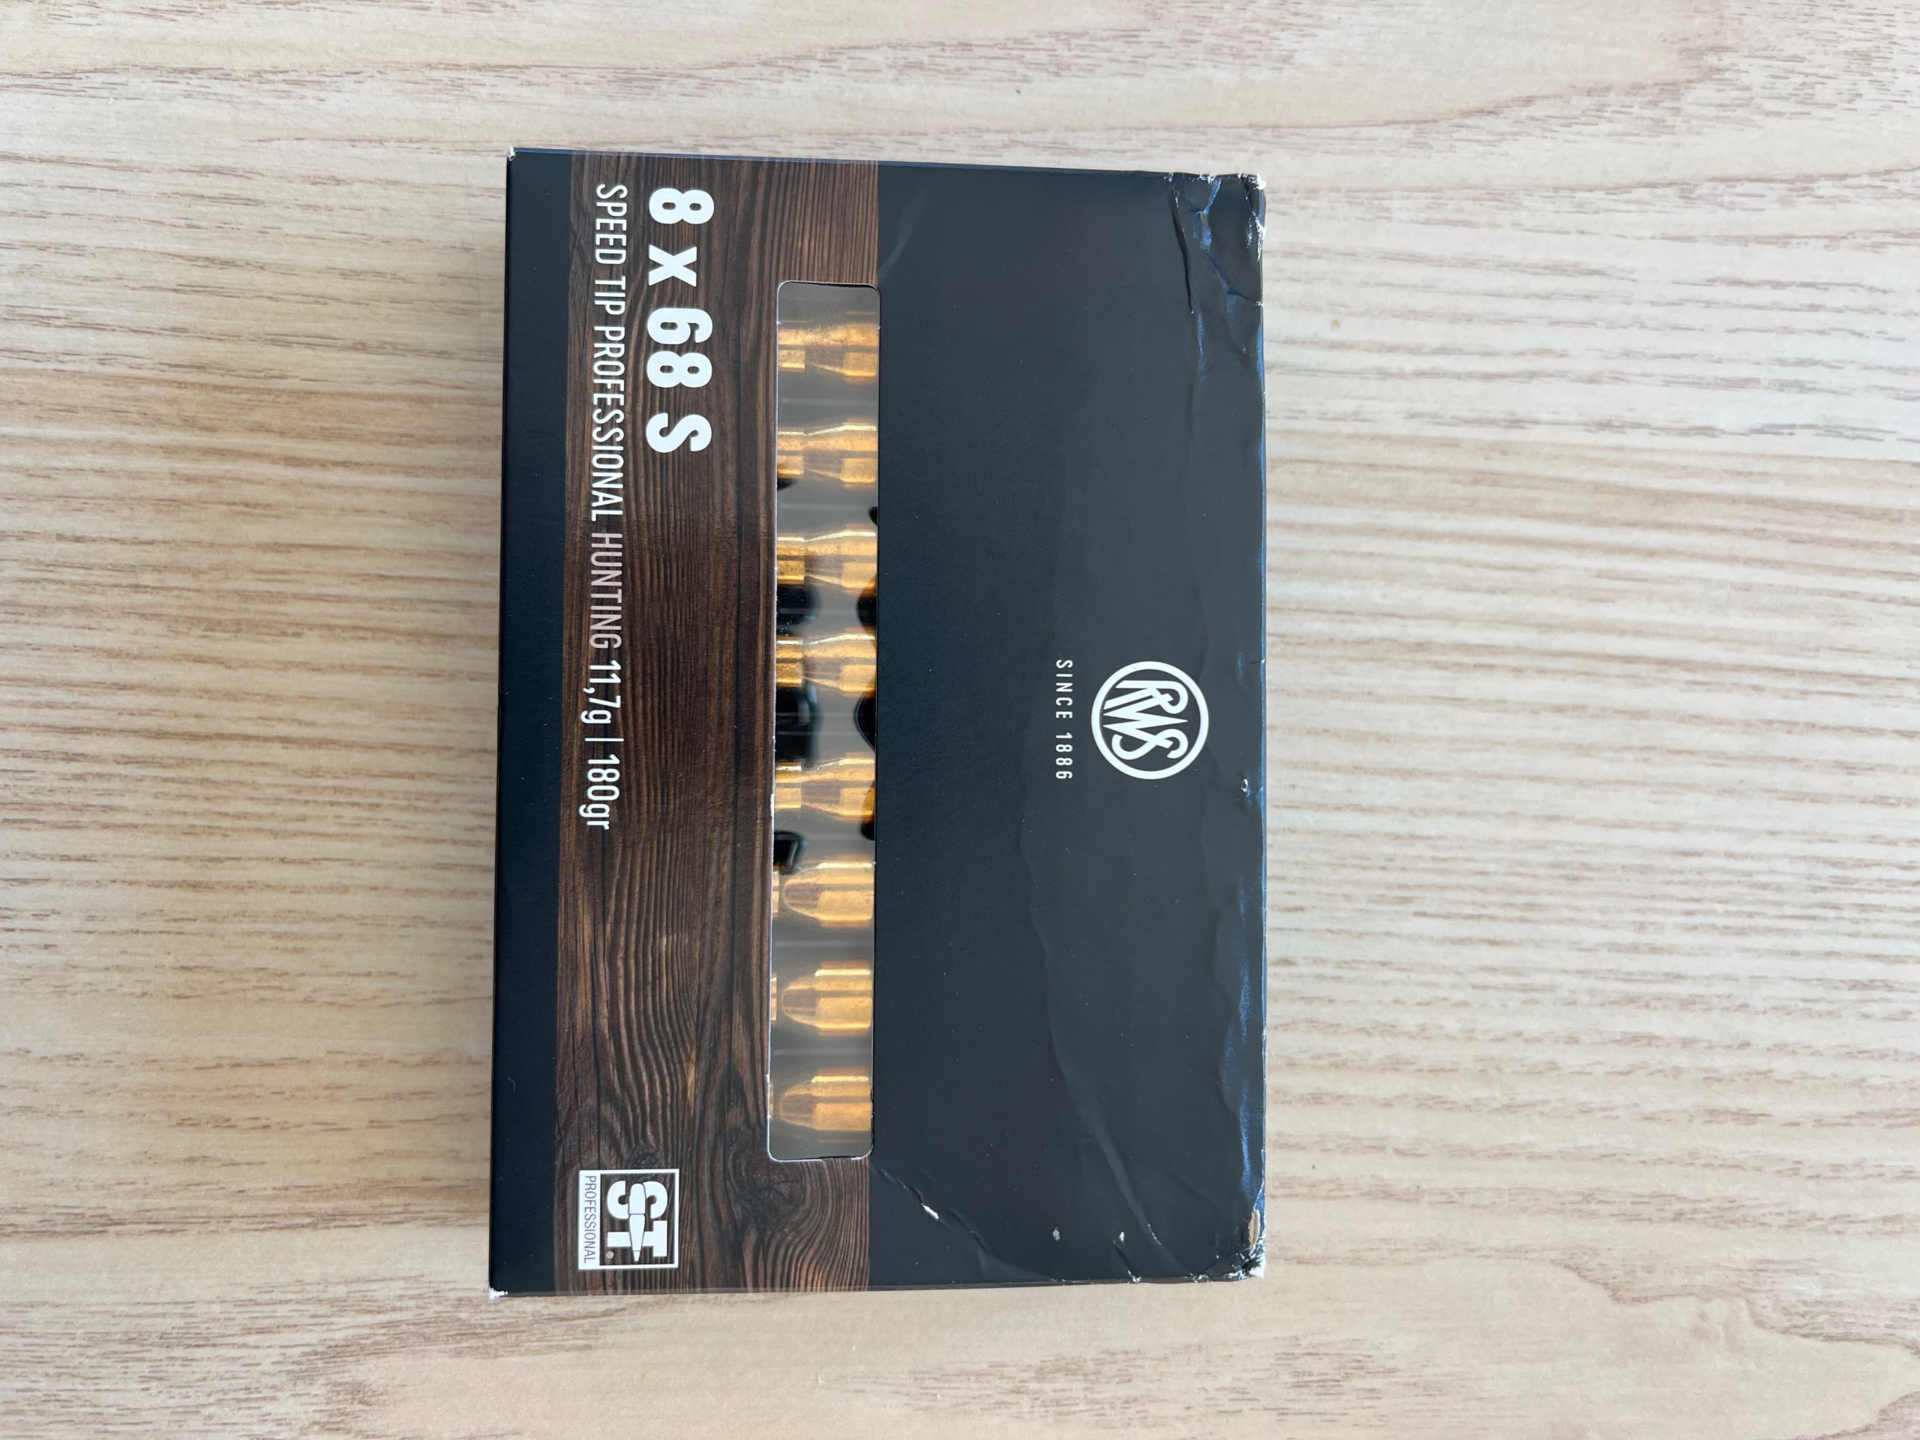 RWS
SINCE 1886
8 x 68 S
SPEED TIP PROFESSIONAL HUNTING 11,7g | 180gr
ST®
PROFESSIONAL